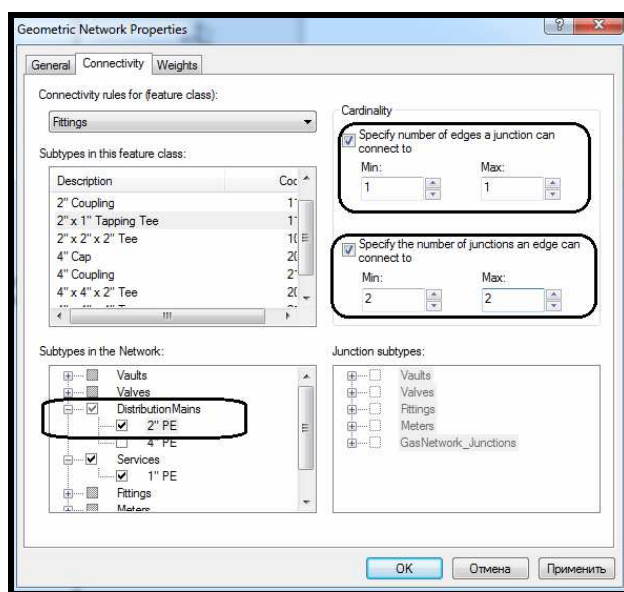 Geometric Network Properties
General Connectivity Weights
Connectivity rules for (feature class):
Fittings
Subtypes in this feature class:
Description
2" Coupling
2" x 1" Tapping Tee
2" x 2" x 2" Tee
4" Cap
4" Coupling
4" x 4" x 2" Tee
Cardinality
Specify number of edges a junction can
connect to
Min: Max:
1 1
Specify the number of junctions an edge can
connect to
Min: Max:
2 2
Subtypes in the Network:
Vaults
Valves
DistributionMains
2" PE
4" PE
Services
1" PE
Fittings
Meters
Junction subtypes:
Vaults
Valves
Fittings
Meters
GasNetwork_Junctions
OK Отмена Применить